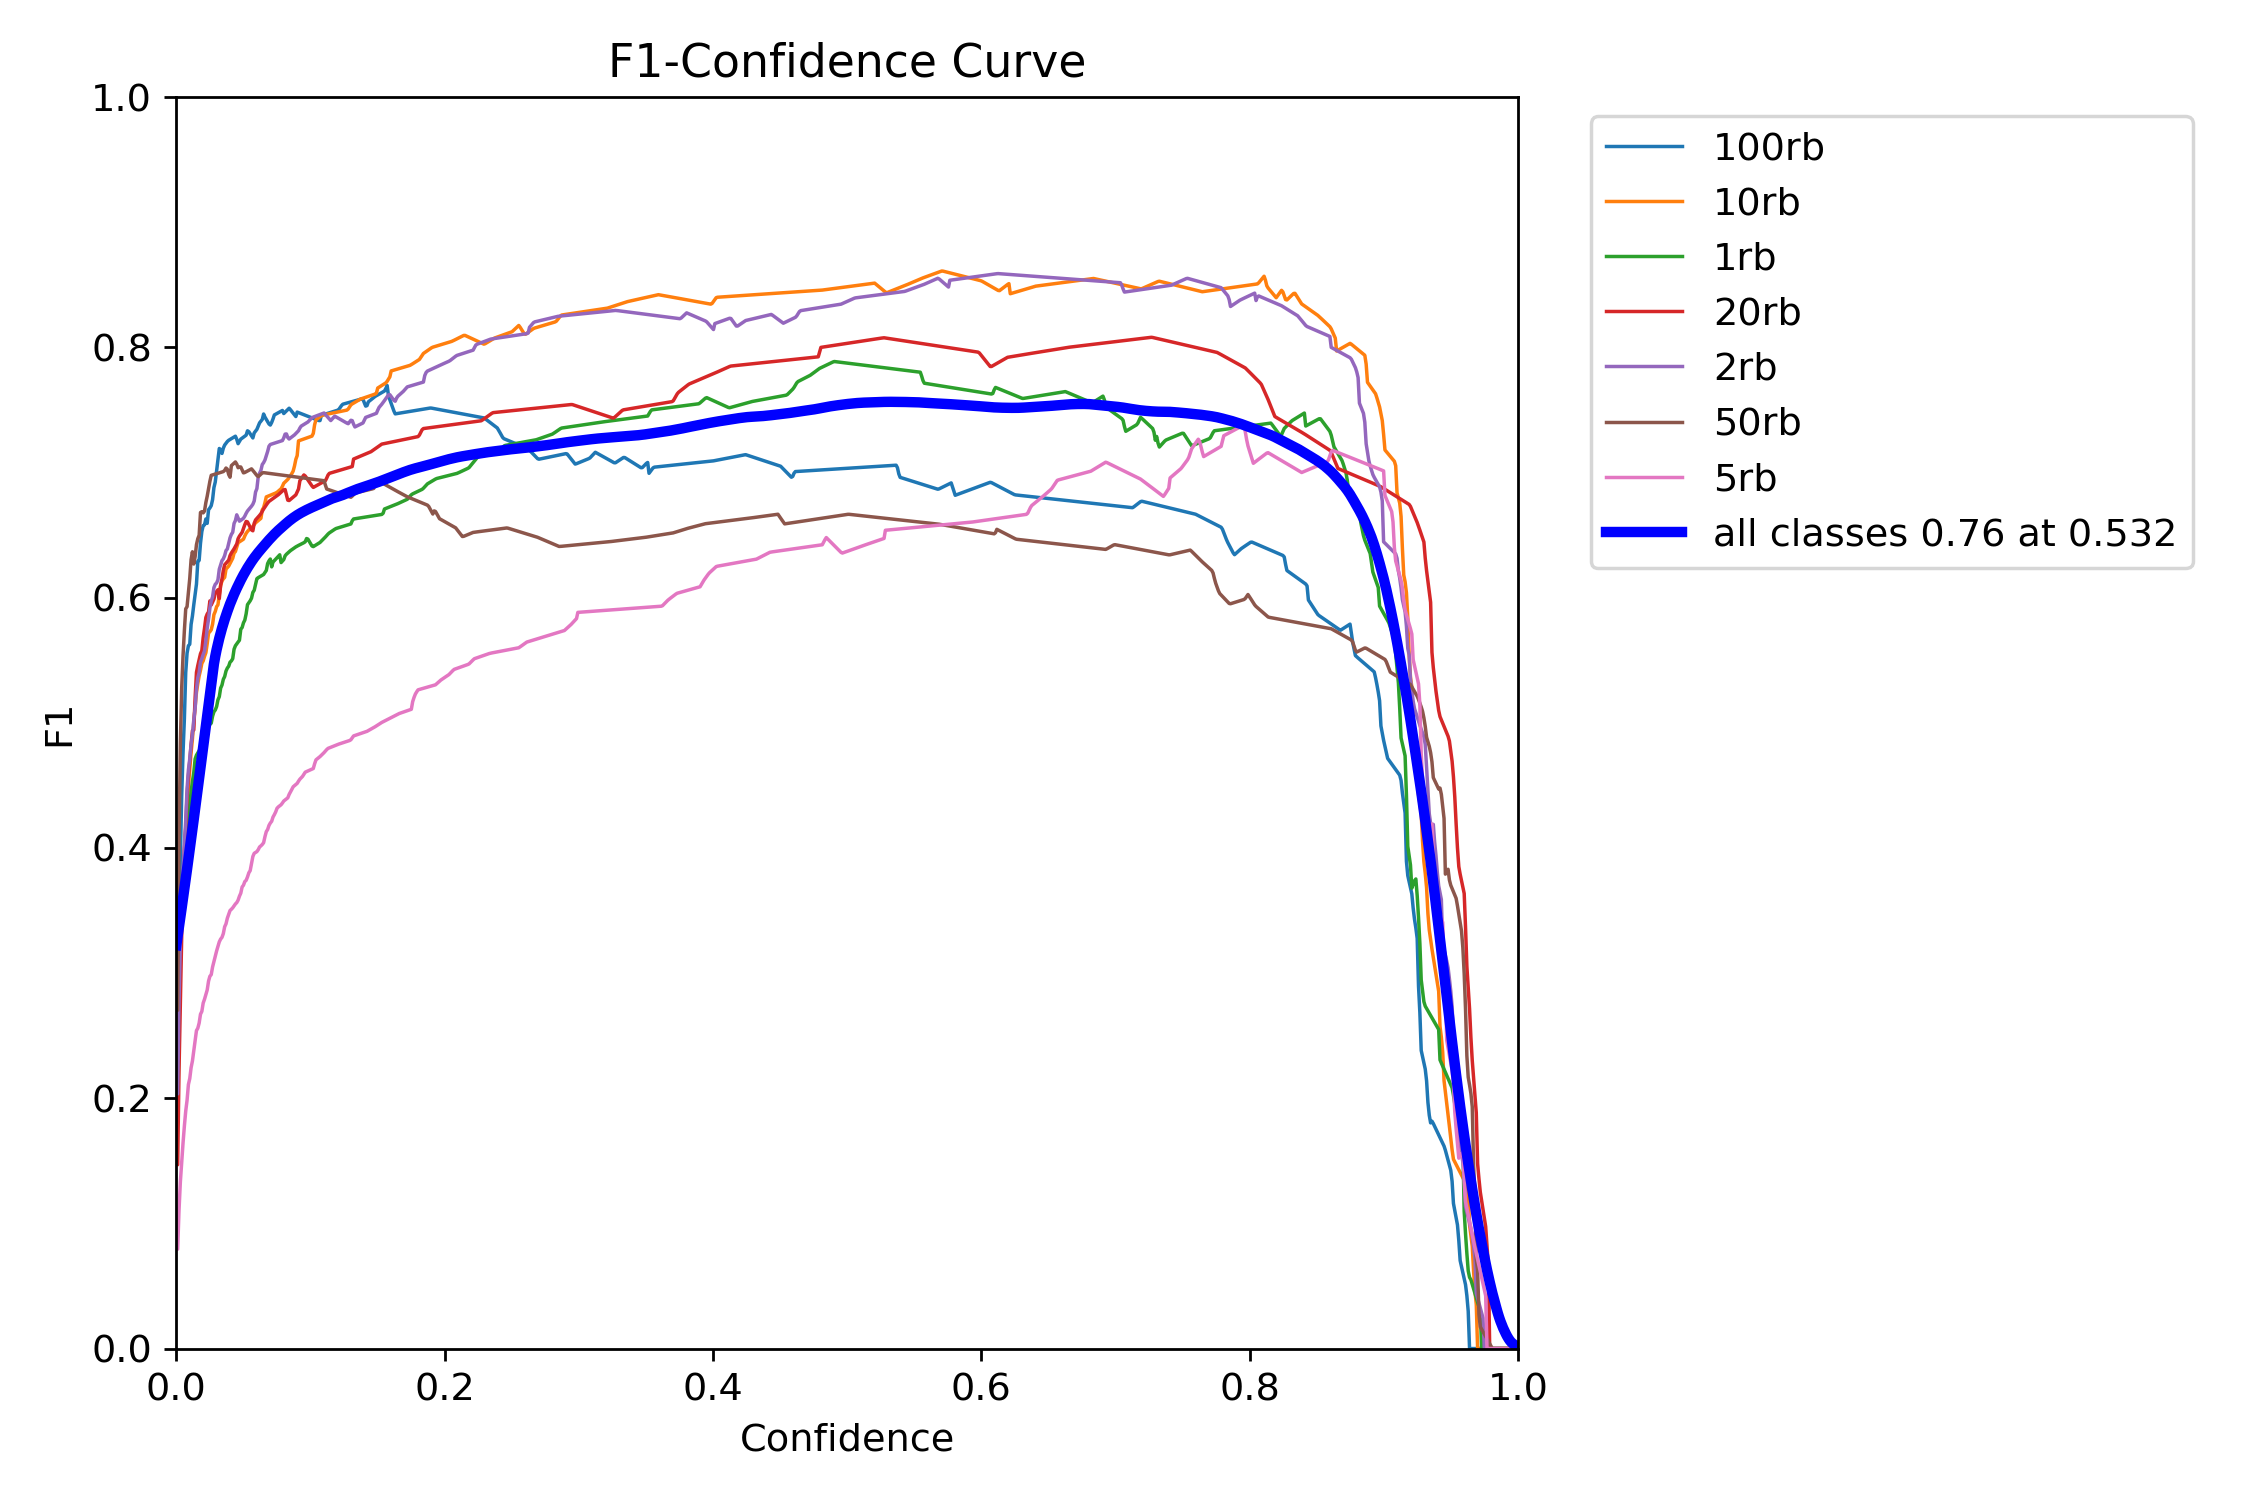 F1-Confidence Curve
1.0
0.8
0.6
0.4
0.2
0.0
F1
0.0 0.2 0.4 0.6 0.8 1.0
Confidence
100rb
10rb
1rb
20rb
2rb
50rb
5rb
all classes 0.76 at 0.532